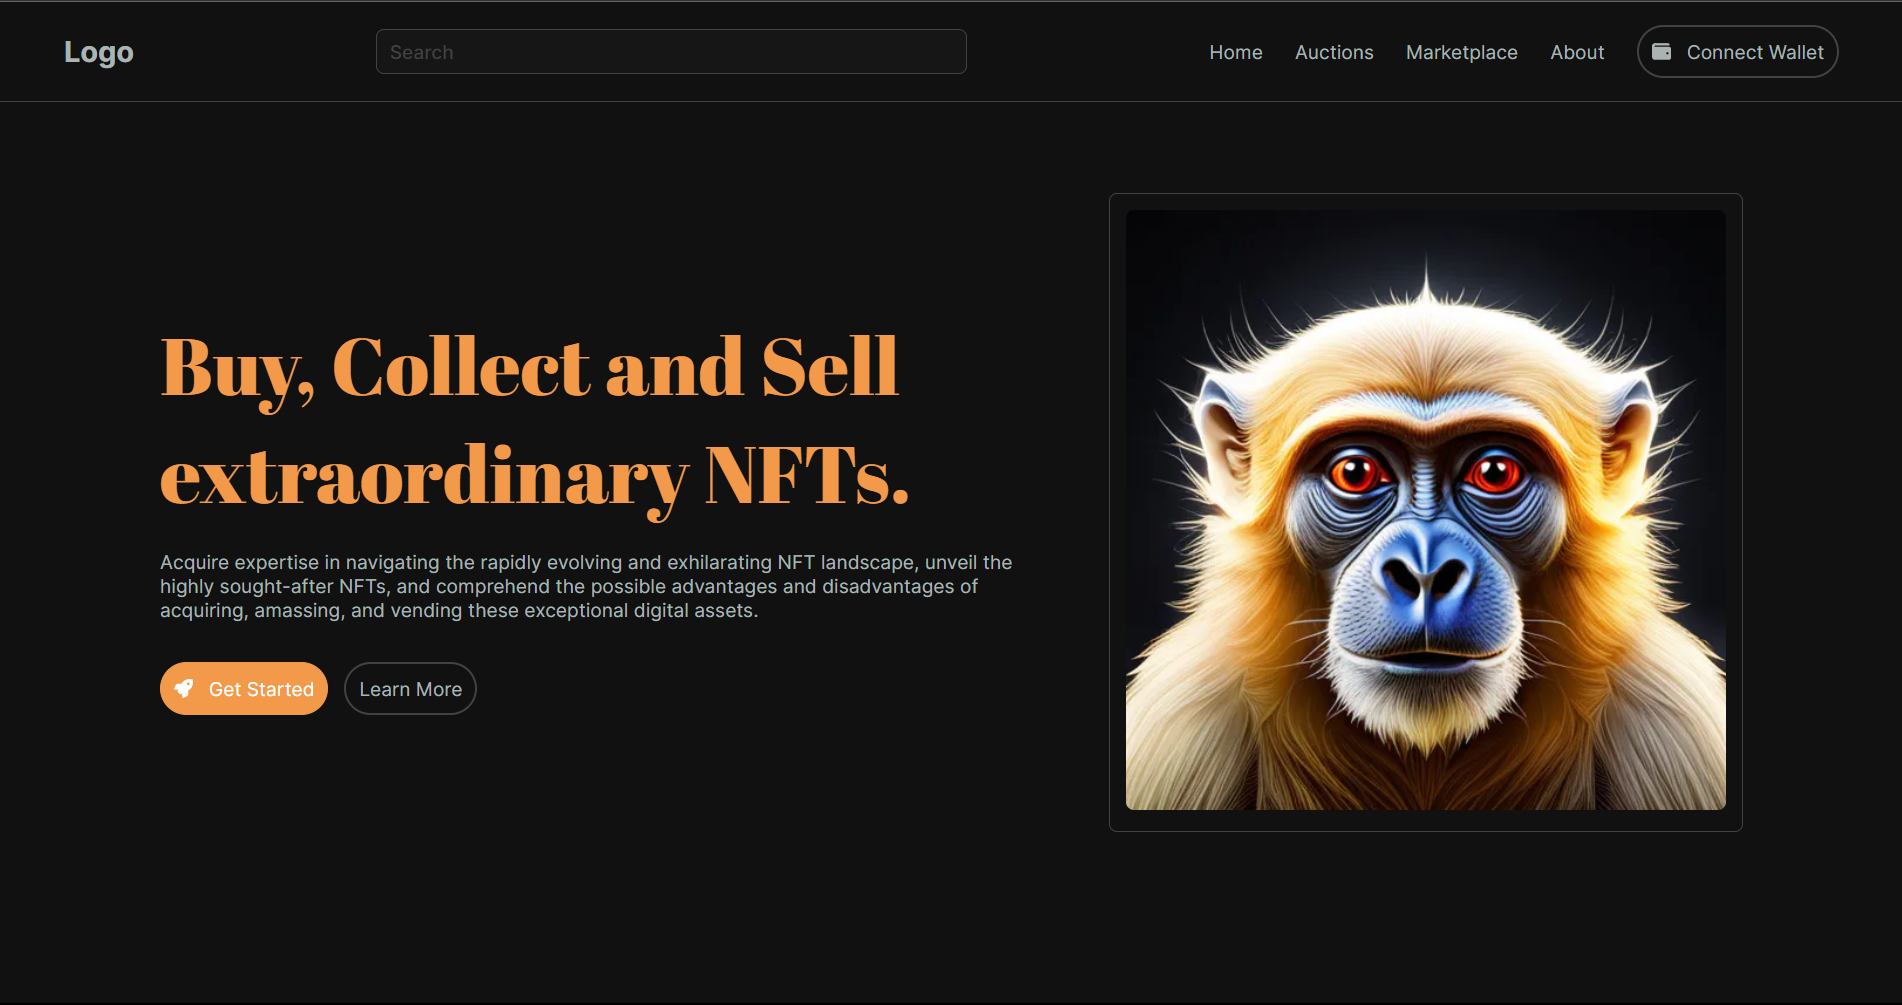 Logo
Search
Home
Auctions
Marketplace
About
Connect Wallet
Buy, Collect and Sell
extraordinary NFTs.
Acquire expertise in navigating the rapidly evolving and exhilarating NFT landscape, unveil the
highly sought-after NFTs, and comprehend the possible advantages and disadvantages of
acquiring, amassing, and vending these exceptional digital assets.
Get Started
Learn More